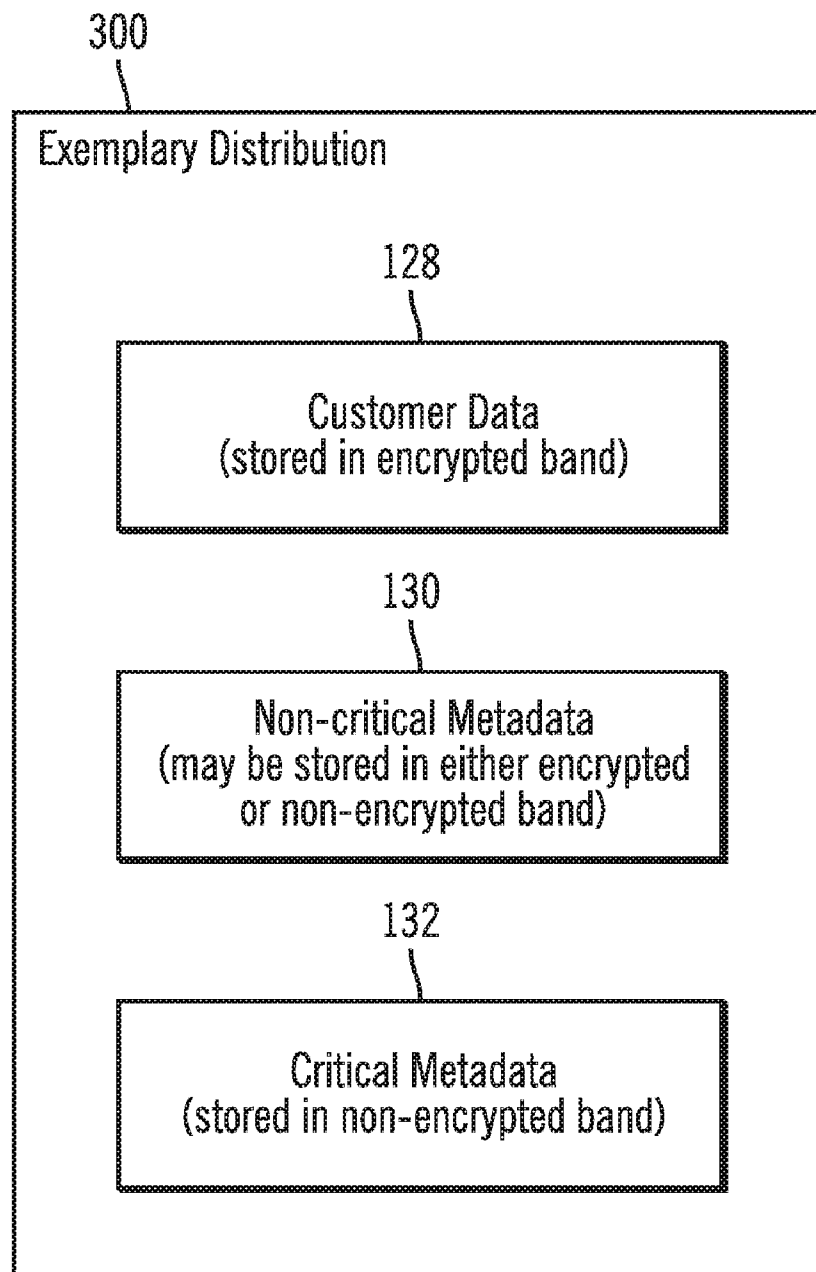 300
Exemplary Distribution
128
Customer Data
(stored in encrypted band)
130
Non-critical Metadata
(may be stored in either encrypted
or non-encrypted band)
132
Critical Metadata
(stored in non-encrypted band)